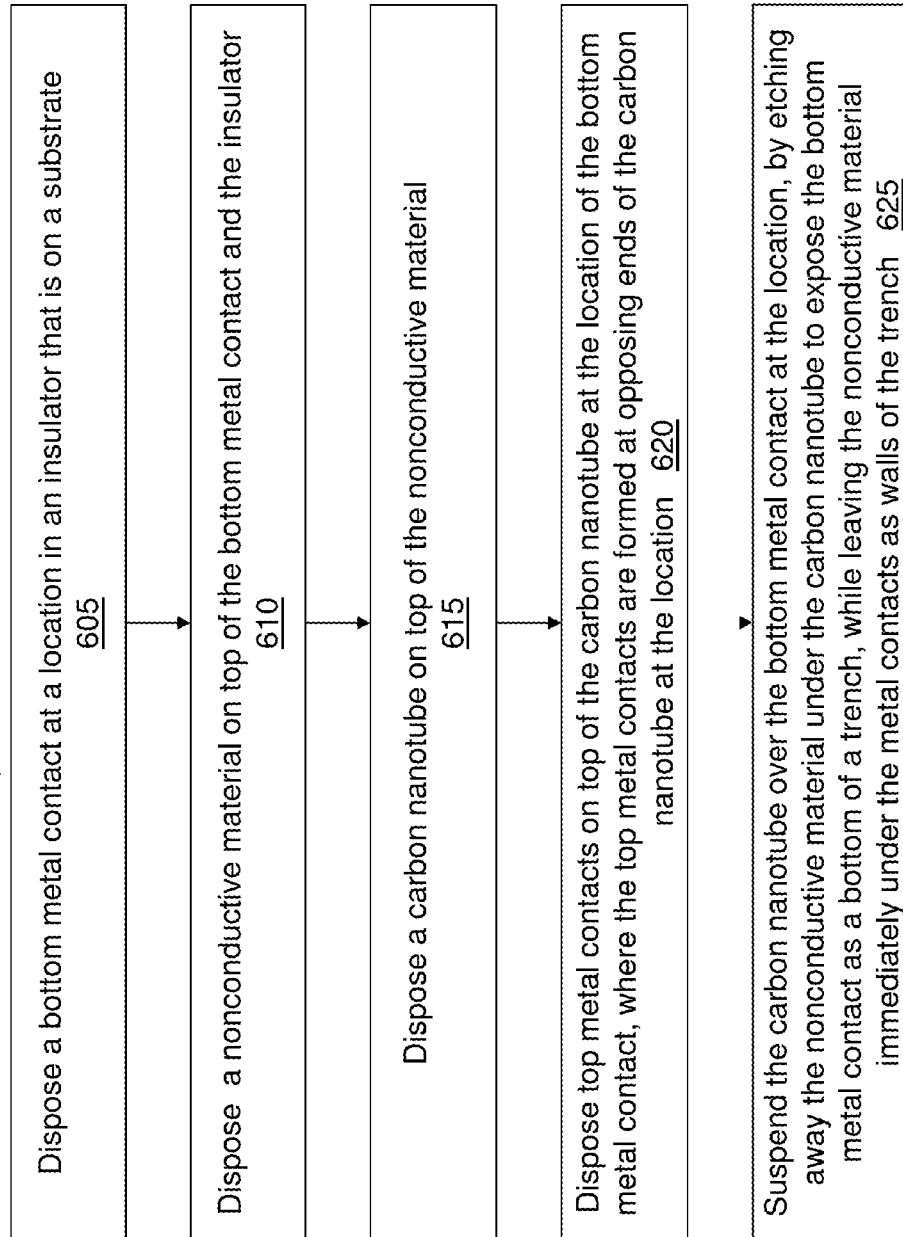 Dispose a bottom metal contact at a location in an insulator that is on a substrate
605
Dispose a nonconductive material on top of the bottom metal contact and the insulator
610
Dispose a carbon nanotube on top of the nonconductive material
615
Dispose top metal contacts on top of the carbon nanotube at the location of the bottom
metal contact, where the top metal contacts are formed at opposing ends of the carbon
nanotube at the location 620
Suspend the carbon nanotube over the bottom metal contact at the location, by etching
away the nonconductive material under the carbon nanotube to expose the bottom
metal contact as a bottom of a trench, while leaving the nonconductive material
immediately under the metal contacts as walls of the trench 625